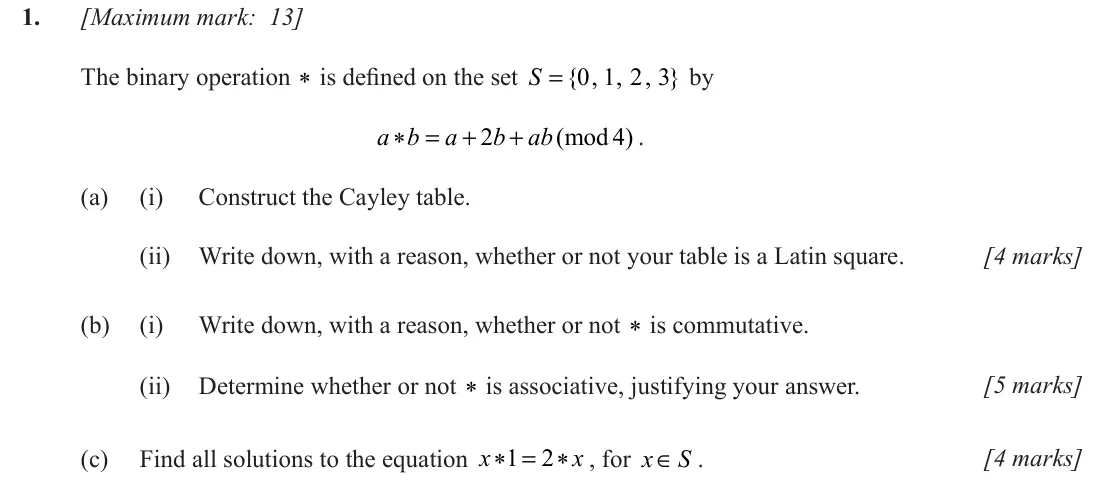 1. [Maximum mark: 13]
The binary operation ∗ is defined on the set S = {0, 1, 2, 3} by
a ∗ b = a + 2b + ab (mod 4) .
(a) (i) Construct the Cayley table.
(ii) Write down, with a reason, whether or not your table is a Latin square. [4 marks]
(b) (i) Write down, with a reason, whether or not ∗ is commutative.
(ii) Determine whether or not ∗ is associative, justifying your answer. [5 marks]
(c) Find all solutions to the equation x ∗ 1 = 2 ∗ x , for x ∈ S . [4 marks]